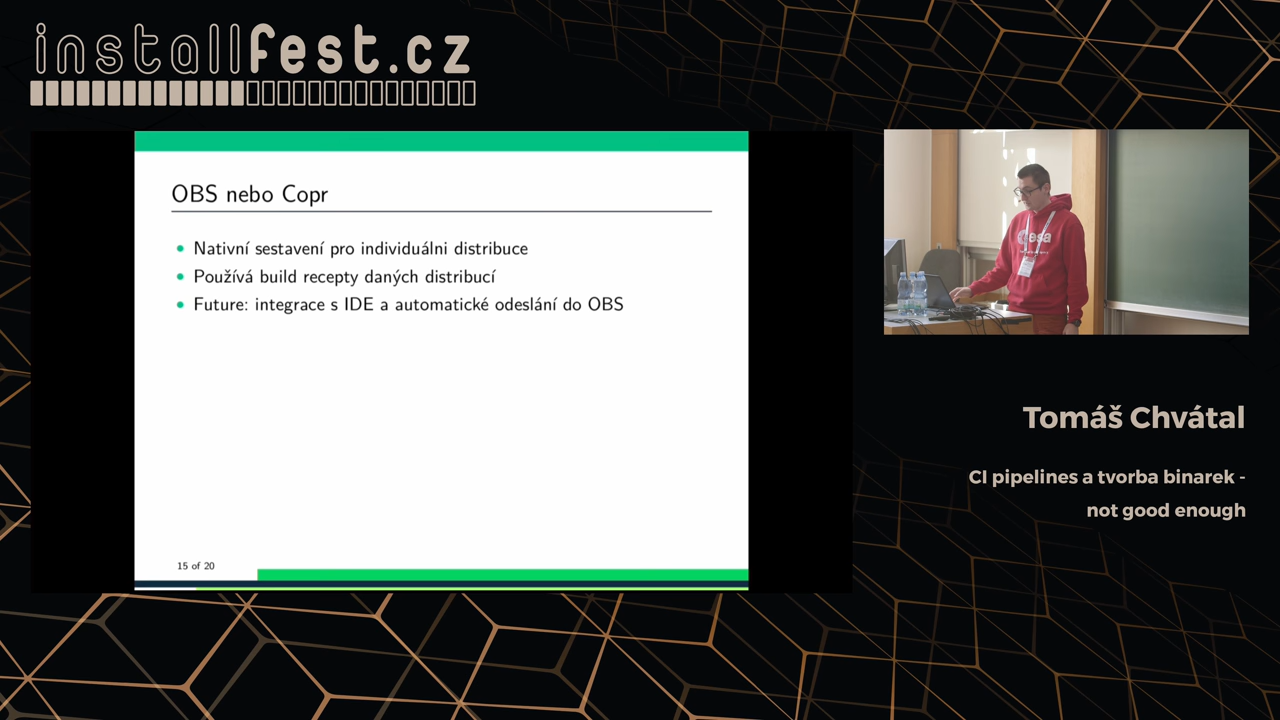 installfest.cz
OBS nebo Copr
Nativní sestavení pro individuálni distribuce
Používá build recepty daných distribucí
Future: integrace s IDE a automatické odeslání do OBS
15 of 20
esa
Tomáš Chvátal
CI pipelines a tvorba binarek -
not good enough